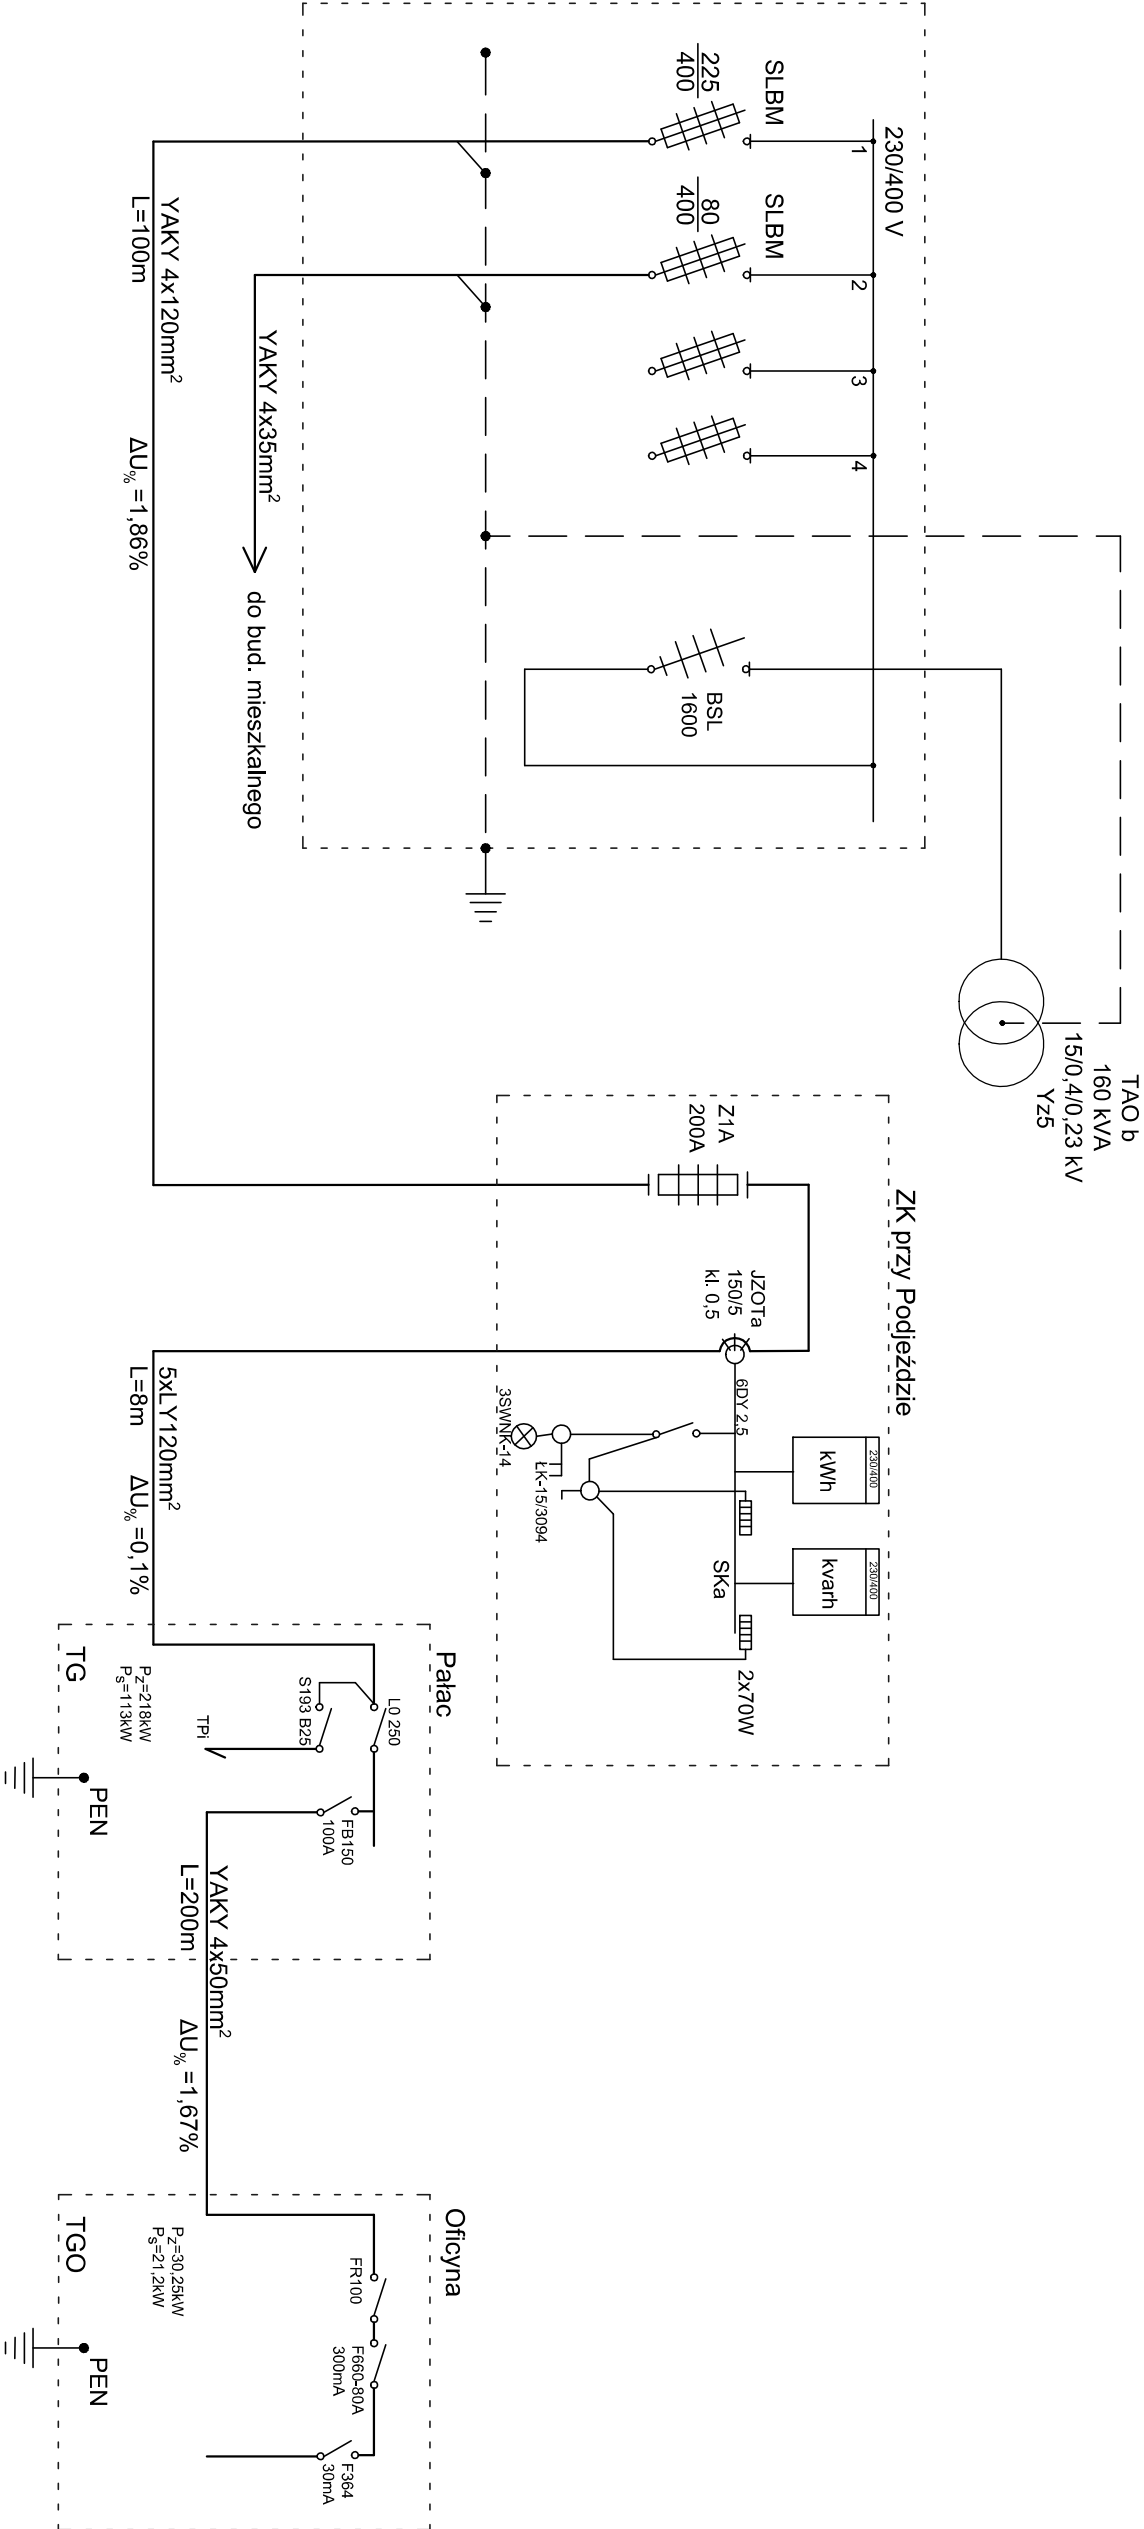 TAO b
160 kVA
15/0,4/0,23 kV
Yz5
230/400 V
1
2
3
4
SLBM
225
400
SLBM
80
400
BSL
1600
YAKY 4x35mm²
do bud. mieszkalnego
YAKY 4x120mm²
L=100m
ΔU% =1,86%
ZK przy Podjeździe
Z1A
200A
JZOTa
150/5
kl. 0,5
6DY 2,5
230/400
kWh
230/400
kvarh
SKa
2x70W
ŁK-15/3094
3SWNK-14
5xLY120mm²
L=8m
ΔU% =0,1%
Pałac
L0 250
S193 B25
TPi
FB150
100A
PZ=218kW
PS=113kW
TG
PEN
YAKY 4x50mm²
L=200m
ΔU% =1,67%
Oficyna
FR100
F660-80A
300mA
F364
30mA
PZ=30,25kW
PS=21,2kW
TGO
PEN